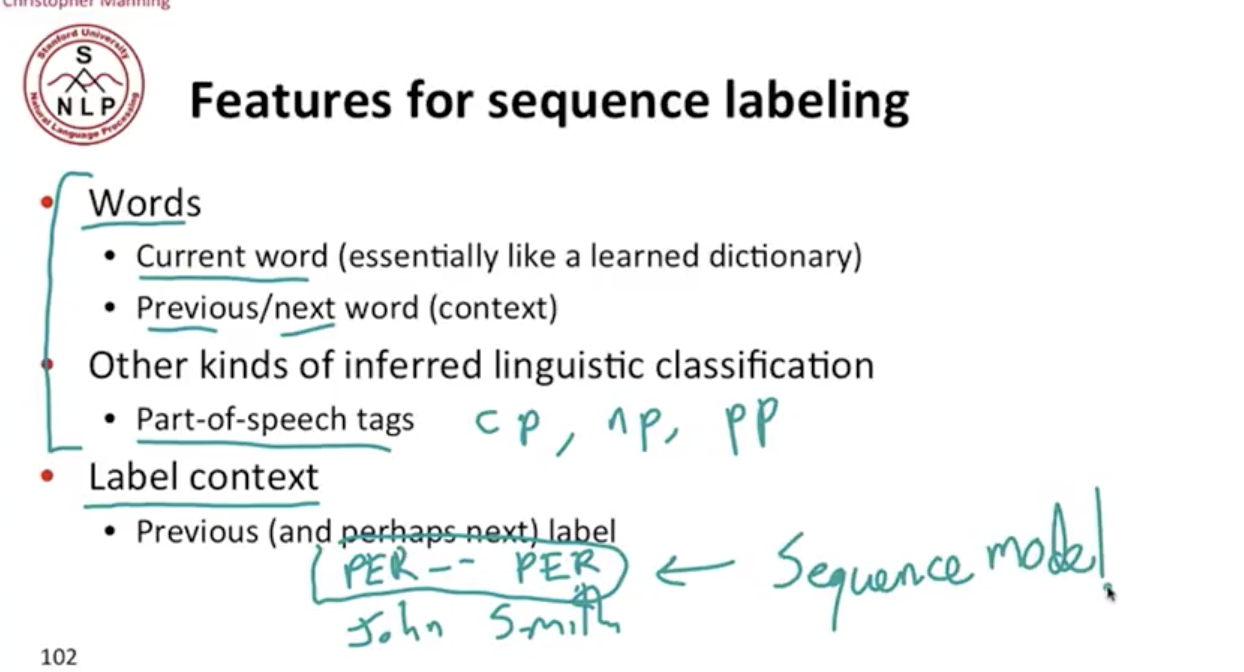 Christopher Manning
Stanford University
S
NLP
Natural Language Processing
Features for sequence labeling
• Words
• Current word (essentially like a learned dictionary)
• Previous/next word (context)
• Other kinds of inferred linguistic classification
• Part-of-speech tags cp, np, pp
• Label context
• Previous (and perhaps next) label
PER -- PER ← Sequence model
John Smith
102